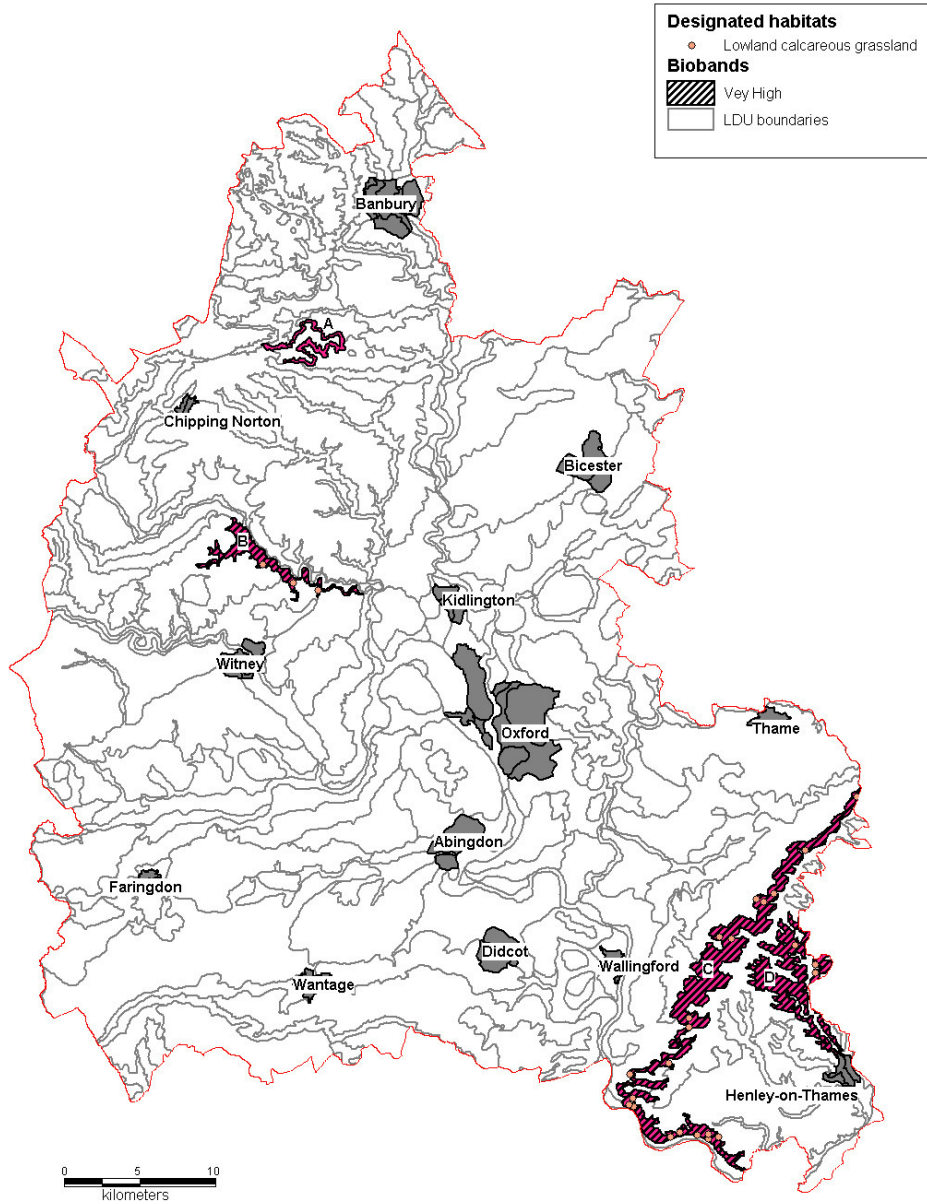 Designated habitats
Lowland calcareous grassland
Biobands
Vey High
LDU boundaries
Banbury
A
Chipping Norton
Bicester
B
Kidlington
Witney
Oxford
Thame
Abingdon
Faringdon
Didcot
Wallingford
C
D
Wantage
Henley-on-Thames
0 5 10
kilometers